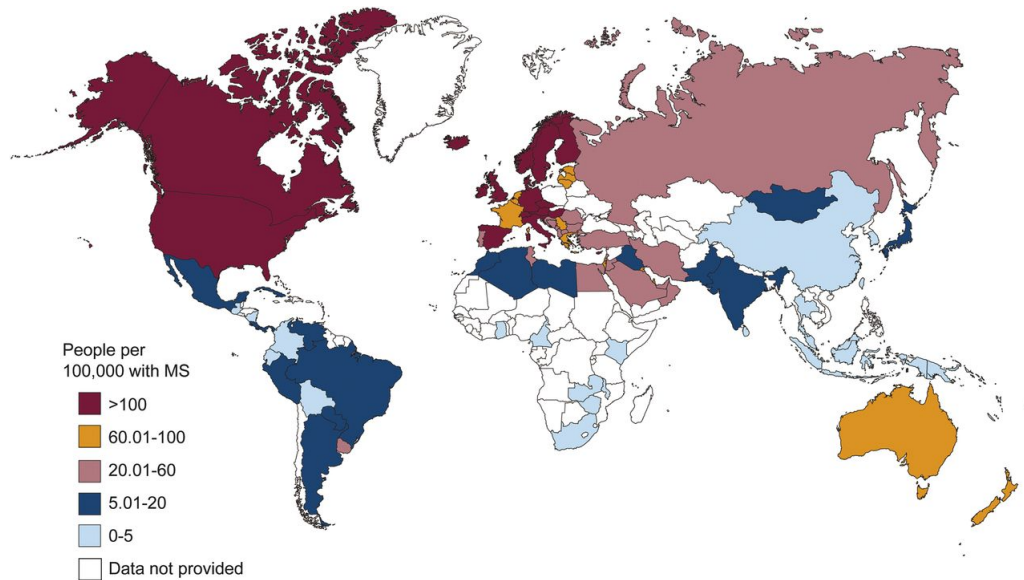 People per
100,000 with MS
>100
60.01-100
20.01-60
5.01-20
0-5
Data not provided